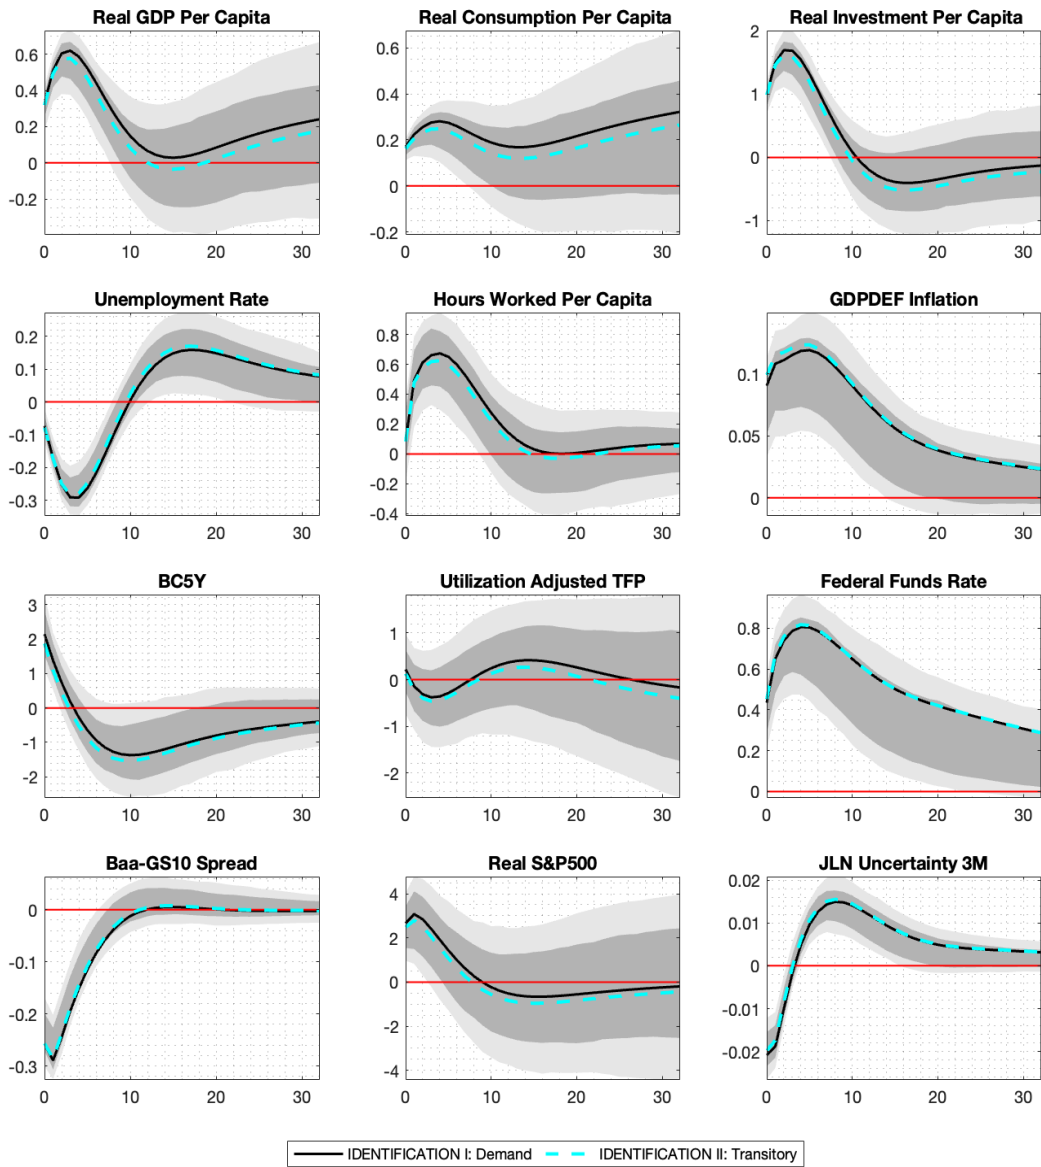 Real GDP Per Capita
0.6
0.4
0.2
0
-0.2
0 10 20 30
Real Consumption Per Capita
0.6
0.4
0.2
0
-0.2
0 10 20 30
Real Investment Per Capita
2
1
0
-1
0 10 20 30
Unemployment Rate
0.2
0.1
0
-0.1
-0.2
-0.3
0 10 20 30
Hours Worked Per Capita
0.8
0.6
0.4
0.2
0
-0.2
-0.4
0 10 20 30
GDPDEF Inflation
0.1
0.05
0
0 10 20 30
BC5Y
3
2
1
0
-1
-2
0 10 20 30
Utilization Adjusted TFP
1
0
-1
-2
0 10 20 30
Federal Funds Rate
0.8
0.6
0.4
0.2
0
0 10 20 30
Baa-GS10 Spread
0
-0.1
-0.2
-0.3
0 10 20 30
Real S&P500
4
2
0
-2
-4
0 10 20 30
JLN Uncertainty 3M
0.02
0.01
0
-0.01
-0.02
0 10 20 30
IDENTIFICATION I: Demand IDENTIFICATION II: Transitory